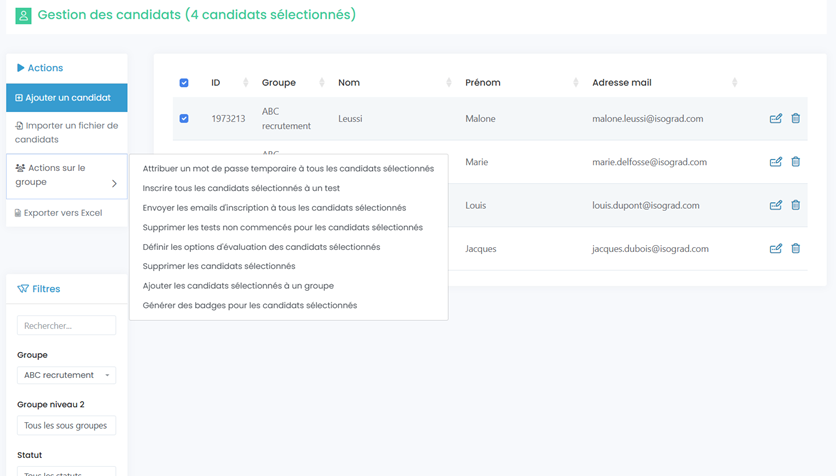 Gestion des candidats (4 candidats sélectionnés)
Actions
Ajouter un candidat
Importer un fichier de
candidats
Actions sur le
groupe
Exporter vers Excel
Attribuer un mot de passe temporaire à tous les candidats sélectionnés
Inscrire tous les candidats sélectionnés à un test
Envoyer les emails d'inscription à tous les candidats sélectionnés
Supprimer les tests non commencés pour les candidats sélectionnés
Définir les options d'évaluation des candidats sélectionnés
Supprimer les candidats sélectionnés
Ajouter les candidats sélectionnés à un groupe
Générer des badges pour les candidats sélectionnés
ID Groupe Nom Prénom Adresse mail
1973213 ABC recrutement Leussi Malone malone.leussi@isograd.com
ABC Marie marie.delfosse@isograd.com
Louis louis.dupont@isograd.com
Jacques jacques.dubois@isograd.com
Filtres
Rechercher...
Groupe
ABC recrutement
Groupe niveau 2
Tous les sous groupes
Statut
Tous les statuts